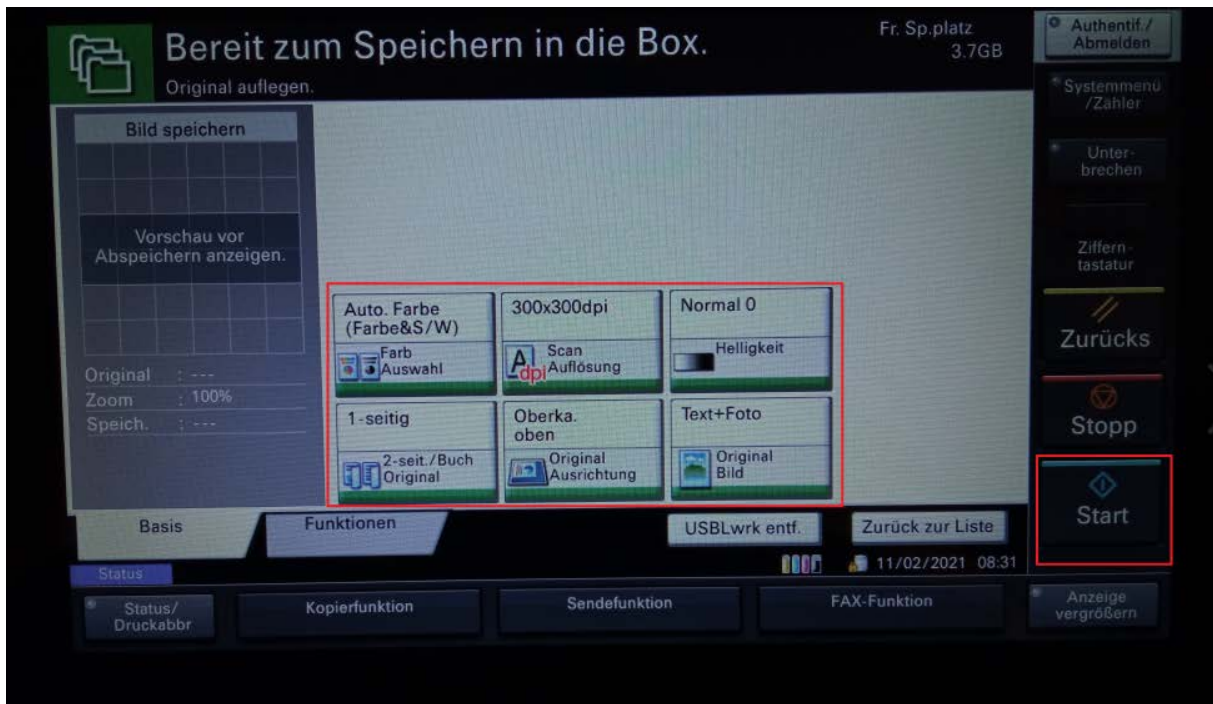 Bereit zum Speichern in die Box.
Original auflegen.
Fr. Sp.platz
3.7GB
Authentif./
Abmelden
Systemmenü
/Zähler
Unter-
brechen
Ziffern-
tastatur
Zurücks
Stopp
Start
Bild speichern
Vorschau vor
Abspeichern anzeigen.
Original : ---
Zoom : 100%
Speich. : ---
Auto. Farbe
(Farbe&S/W)
Farb
Auswahl
300x300dpi
A
dpi
Scan
Auflösung
Normal 0
Helligkeit
1-seitig
2-seit./Buch
Original
Oberka.
oben
Original
Ausrichtung
Text+Foto
Original
Bild
Basis
Funktionen
USBLwrk entf.
Zurück zur Liste
11/02/2021 08:31
Status
Status/
Druckabbr
Kopierfunktion
Sendefunktion
FAX-Funktion
Anzeige
vergrößern